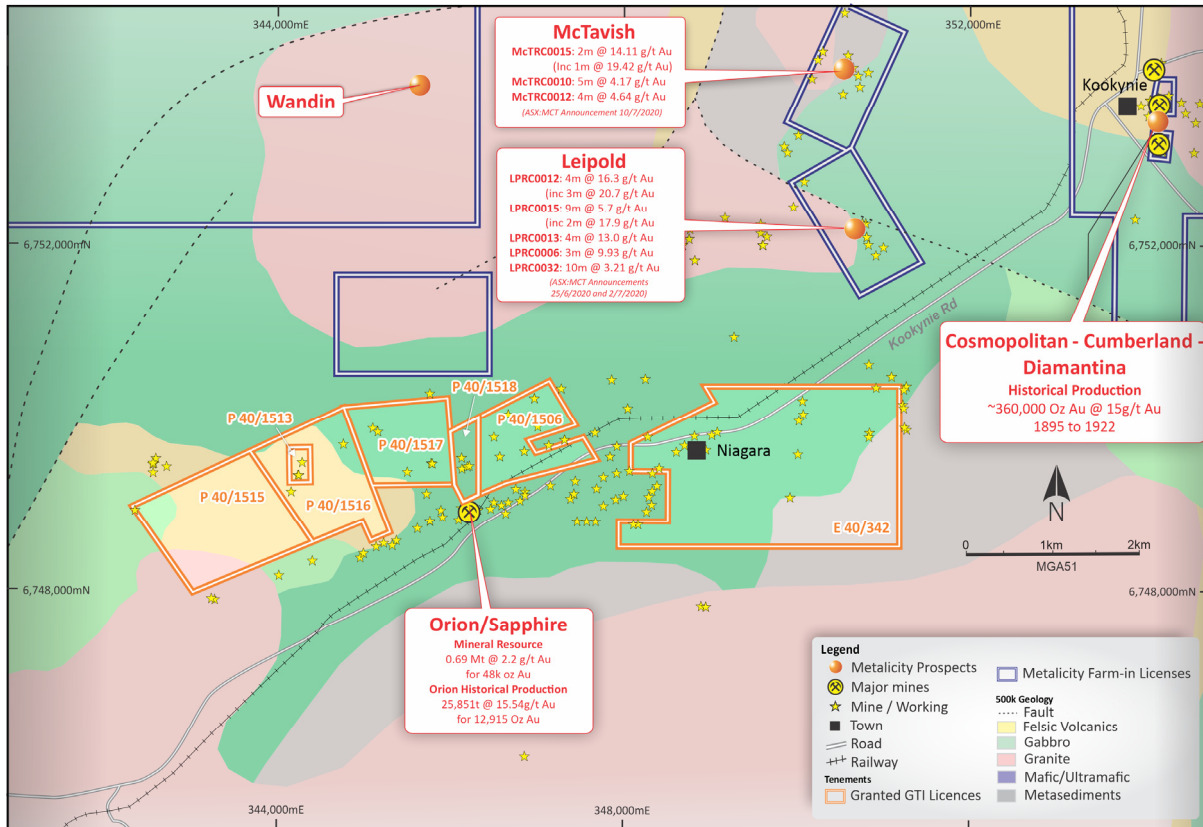 344,000mE
352,000mE
McTavish
McTRC0015: 2m @ 14.11 g/t Au
(Inc 1m @ 19.42 g/t Au)
McTRC0010: 5m @ 4.17 g/t Au
McTRC0012: 4m @ 4.64 g/t Au
(ASX:MCT Announcement 10/7/2020)
Wandin
Kookynie
Leipold
LPRC0012: 4m @ 16.3 g/t Au
(inc 3m @ 20.7 g/t Au
LPRC0015: 9m @ 5.7 g/t Au
(inc 2m @ 17.9 g/t Au
LPRC0013: 4m @ 13.0 g/t Au
LPRC0006: 3m @ 9.93 g/t Au
LPRC0032: 10m @ 3.21 g/t Au
(ASX:MCT Announcements
25/6/2020 and 2/7/2020)
6,752,000mN
6,752,000mN
Kookynie Rd
Cosmopolitan - Cumberland -
Diamantina
Historical Production
~360,000 Oz Au @ 15g/t Au
1895 to 1922
P 40/1518
P 40/1513
P 40/1506
P 40/1517
Niagara
P 40/1515
P 40/1516
E 40/342
N
0 1km 2km
MGA51
6,748,000mN
6,748,000mN
Orion/Sapphire
Mineral Resource
0.69 Mt @ 2.2 g/t Au
for 48k oz Au
Orion Historical Production
25,851t @ 15.54g/t Au
for 12,915 Oz Au
Legend
Metalicity Prospects
Major mines
Mine / Working
Town
Road
Railway
Tenements
Granted GTI Licences
Metalicity Farm-in Licenses
500k Geology
Fault
Felsic Volcanics
Gabbro
Granite
Mafic/Ultramafic
Metasediments
344,000mE
348,000mE